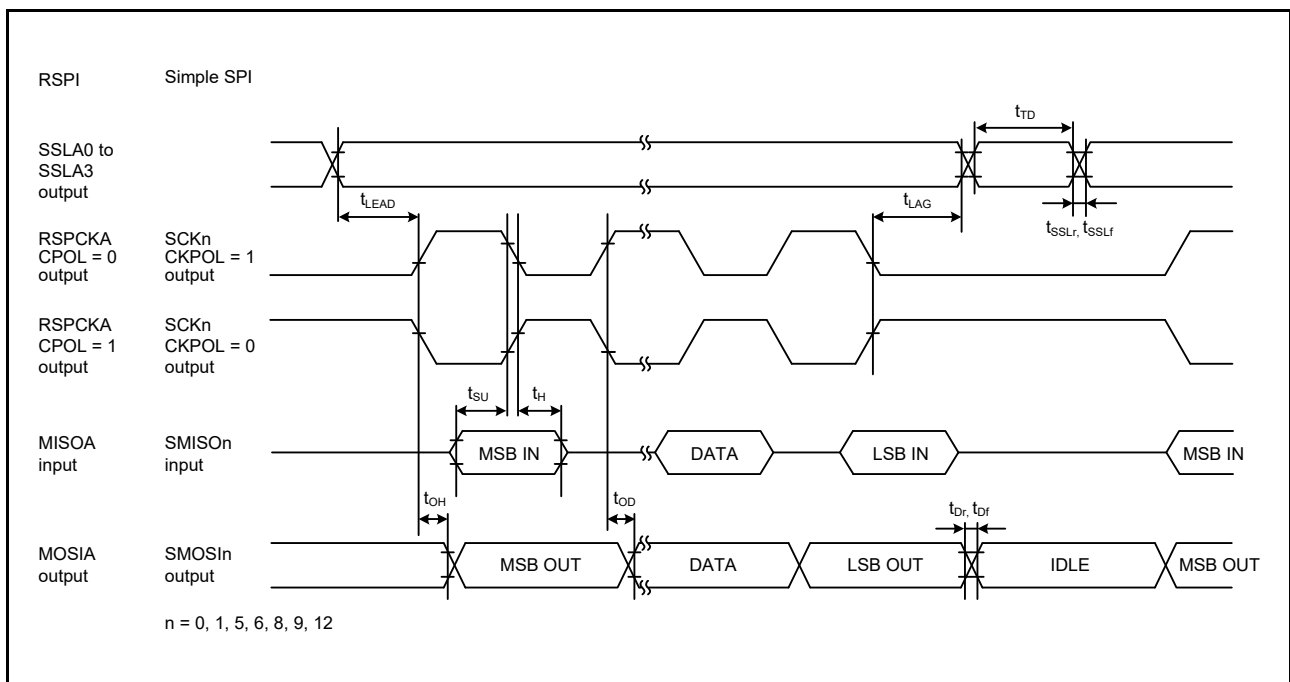 RSPI Simple SPI
tTD
SSLA0 to
SSLA3
output
tLEAD
tLAG
tSSLr, tSSLf
RSPCKA SCKn
CPOL = 0 CKPOL = 1
output output
RSPCKA SCKn
CPOL = 1 CKPOL = 0
output output
tSU tH
MISOA SMISOn
input input
MSB IN DATA LSB IN MSB IN
tOH tOD tDr, tDf
MOSIA SMOSIn
output output
MSB OUT DATA LSB OUT IDLE MSB OUT
n = 0, 1, 5, 6, 8, 9, 12